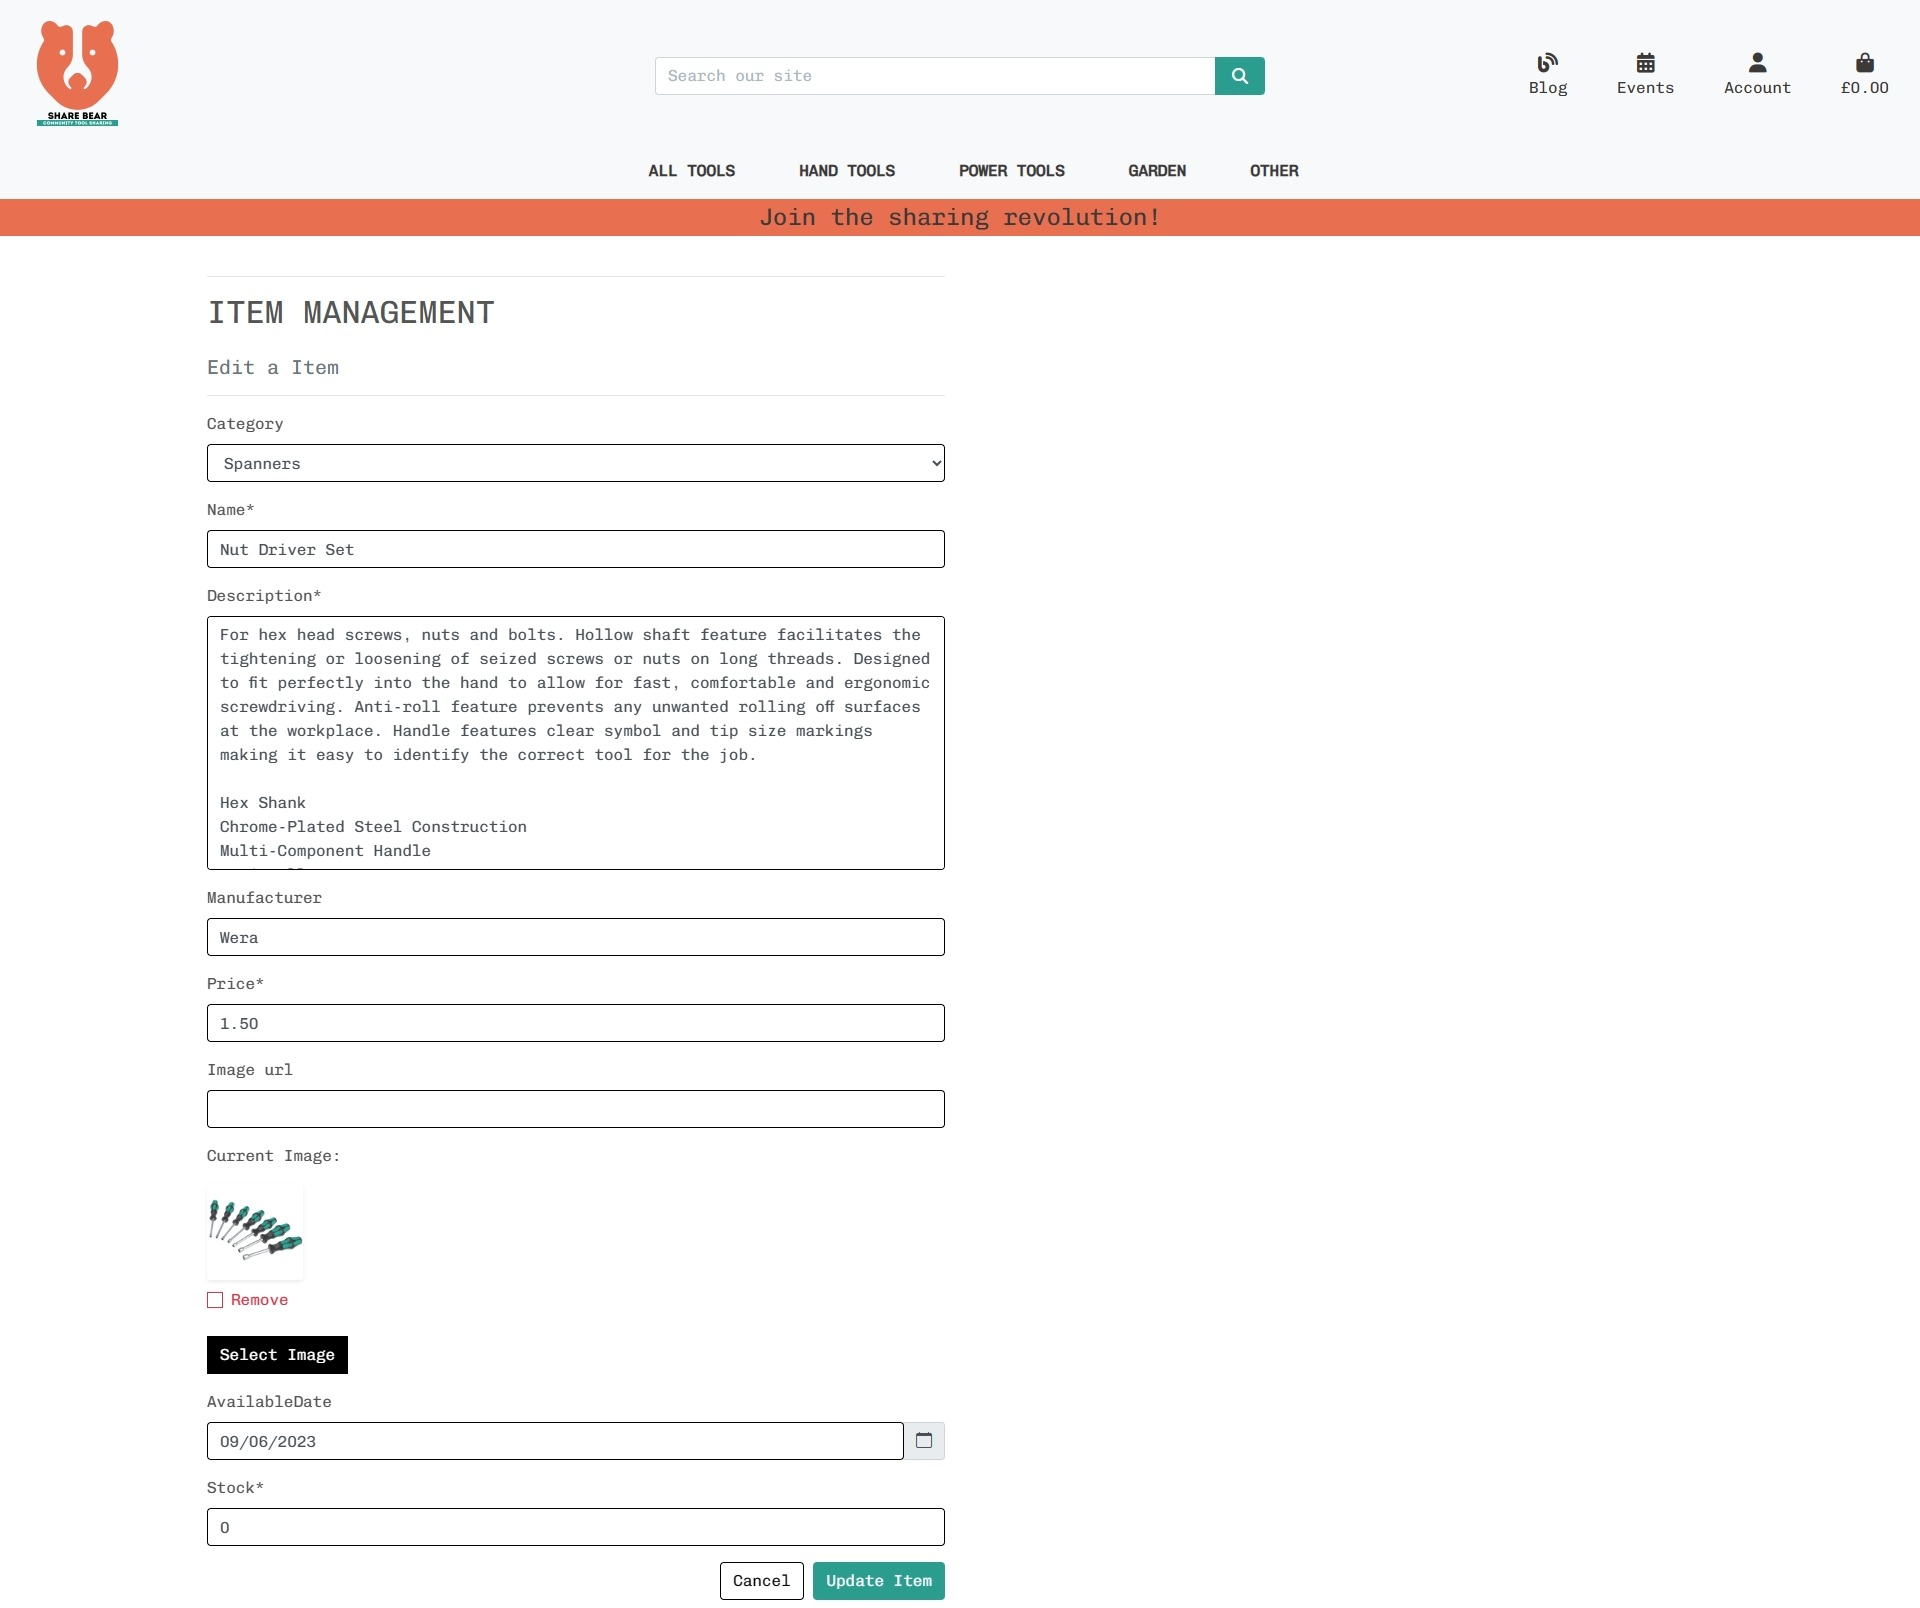 SHARE BEAR
COMMUNITY TOOL SHARING
Search our site
Blog
Events
Account
£0.00
ALL TOOLS
HAND TOOLS
POWER TOOLS
GARDEN
OTHER
Join the sharing revolution!
ITEM MANAGEMENT
Edit a Item
Category
Spanners
Name*
Nut Driver Set
Description*
For hex head screws, nuts and bolts. Hollow shaft feature facilitates the
tightening or loosening of seized screws or nuts on long threads. Designed
to fit perfectly into the hand to allow for fast, comfortable and ergonomic
screwdriving. Anti-roll feature prevents any unwanted rolling off surfaces
at the workplace. Handle features clear symbol and tip size markings
making it easy to identify the correct tool for the job.
Hex Shank
Chrome-Plated Steel Construction
Multi-Component Handle
Manufacturer
Wera
Price*
1.50
Image url
Current Image:
Remove
Select Image
AvailableDate
09/06/2023
Stock*
0
Cancel
Update Item